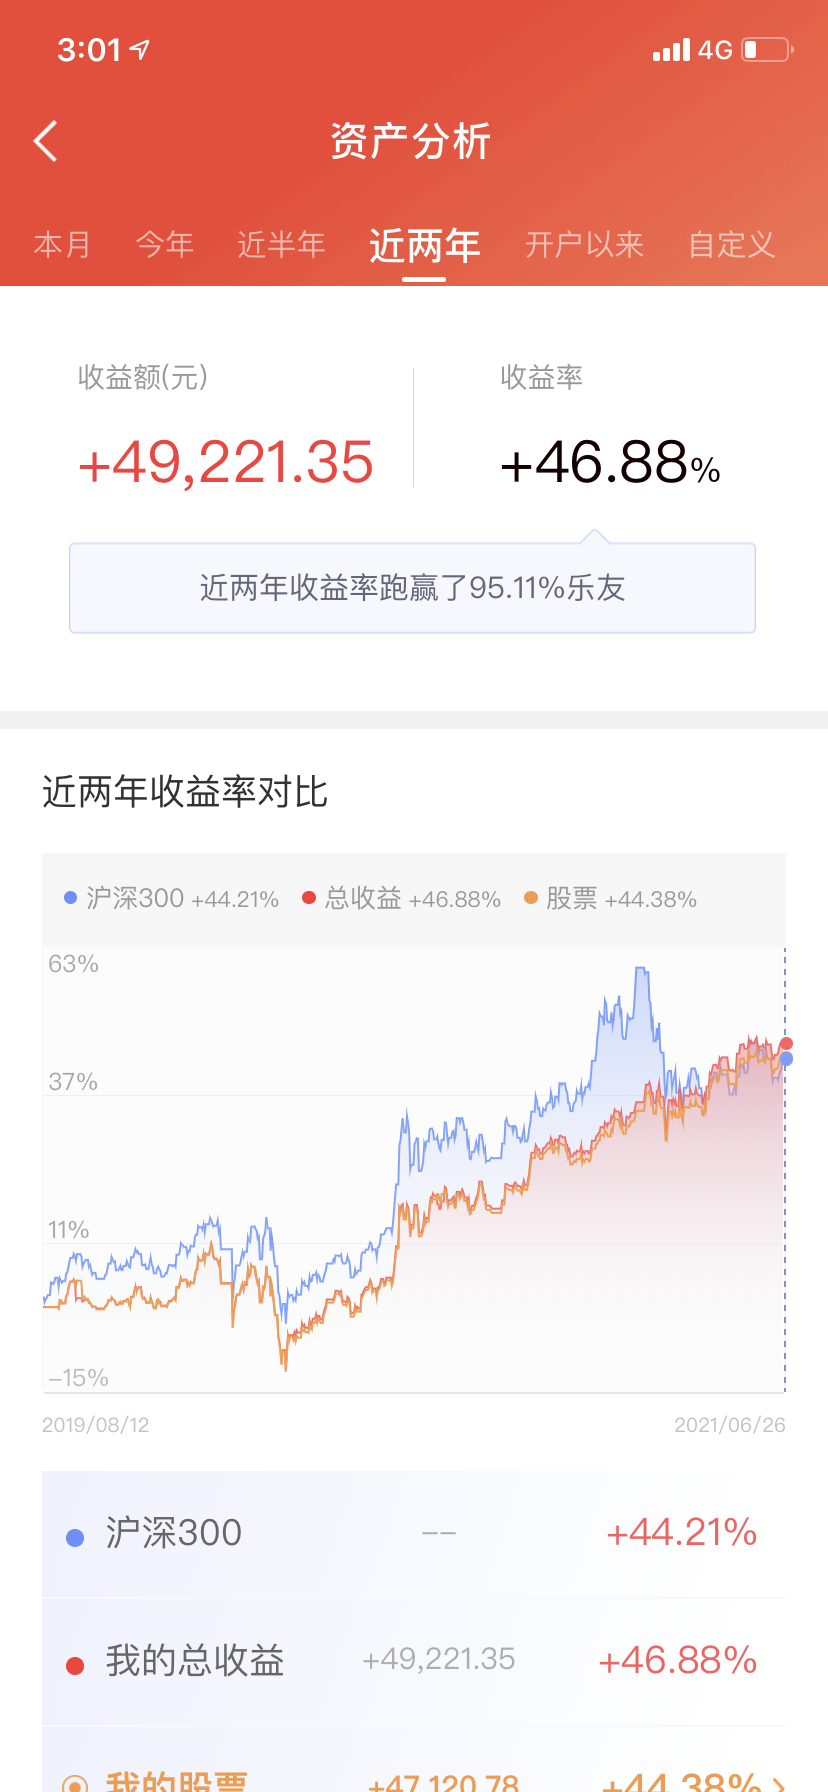 3:01 4G
资产分析
本月 今年 近半年 近两年 开户以来 自定义
收益额(元) 收益率
+49,221.35 +46.88%
近两年收益率跑赢了95.11%乐友
近两年收益率对比
沪深300 +44.21% 总收益 +46.88% 股票 +44.38%
63%
37%
11%
-15%
2019/08/12 2021/06/26
沪深300 -- +44.21%
我的总收益 +49,221.35 +46.88%
我的股票 +47,120.78 +44.38%